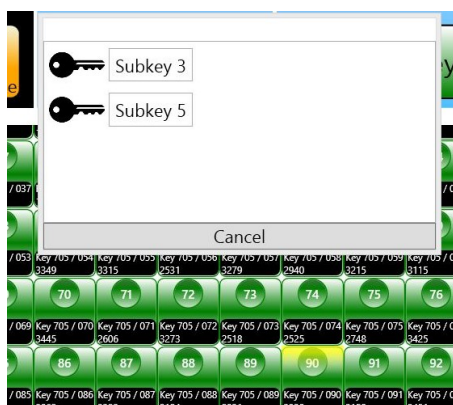 Subkey 3
Subkey 5
Cancel
/ 037
/ 053 Key 705 / 054 Key 705 / 055 Key 705 / 056 Key 705 / 057 Key 705 / 058 Key 705 / 059 Key 705 /
3349 3315 2531 3279 2940 3215 3115
70 71 72 73 74 75 76
/ 069 Key 705 / 070 Key 705 / 071 Key 705 / 072 Key 705 / 073 Key 705 / 074 Key 705 / 075 Key 705 /
3445 2606 3273 2518 2525 2748 3425
86 87 88 89 90 91 92
/ 085 Key 705 / 086 Key 705 / 087 Key 705 / 088 Key 705 / 089 Key 705 / 090 Key 705 / 091 Key 705 /